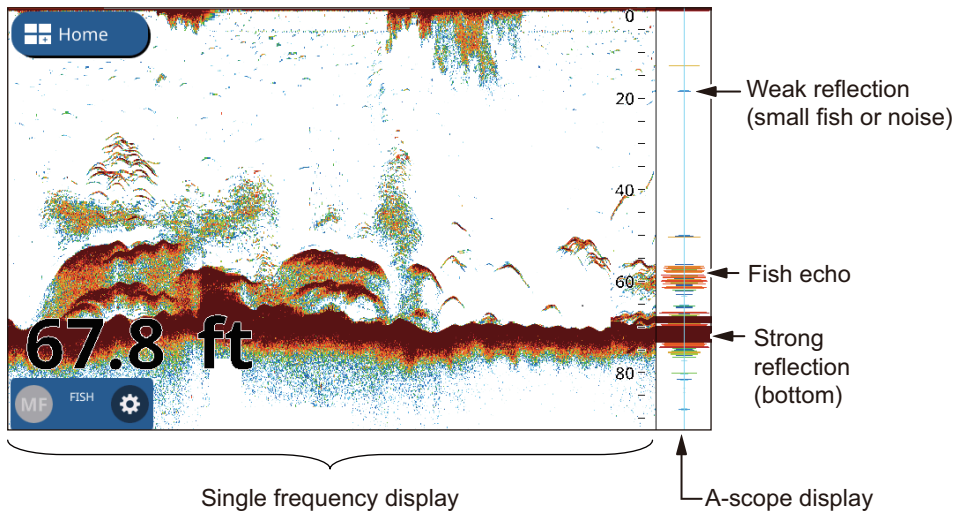 Home
0
20
40
60
80
67.8 ft
MF
FISH
Weak reflection
(small fish or noise)
Fish echo
Strong
reflection
(bottom)
Single frequency display
A-scope display